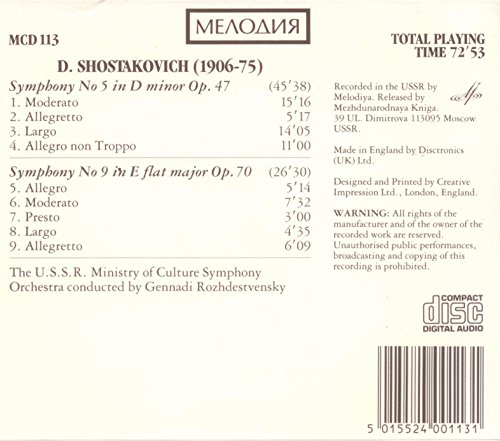 MCD 113
МЕЛОДИЯ
TOTAL PLAYING
TIME 72'53
D. SHOSTAKOVICH (1906-75)
Symphony No 5 in D minor Op. 47 (45'38)
1. Moderato 15'16
2. Allegretto 5'17
3. Largo 14'05
4. Allegro non Troppo 11'00
Symphony No 9 in E flat major Op. 70 (26'30)
5. Allegro 5'14
6. Moderato 7'32
7. Presto 3'00
8. Largo 4'35
9. Allegretto 6'09
The U.S.S.R. Ministry of Culture Symphony
Orchestra conducted by Gennadi Rozhdestvensky
Recorded in the USSR by
Melodiya. Released by
Mezhdunarodnaya Kniga.
39 UL. Dimitrova 113095 Moscow
USSR.
Made in England by Disctronics
(UK) Ltd.
Designed and Printed by Creative
Impression Ltd., London, England.
WARNING: All rights of the
manufacturer and of the owner of the
recorded work are reserved.
Unauthorised public performances,
broadcasting and copying of this
recording is prohibited.
COMPACT
disc
DIGITAL AUDIO
5 015524 001131